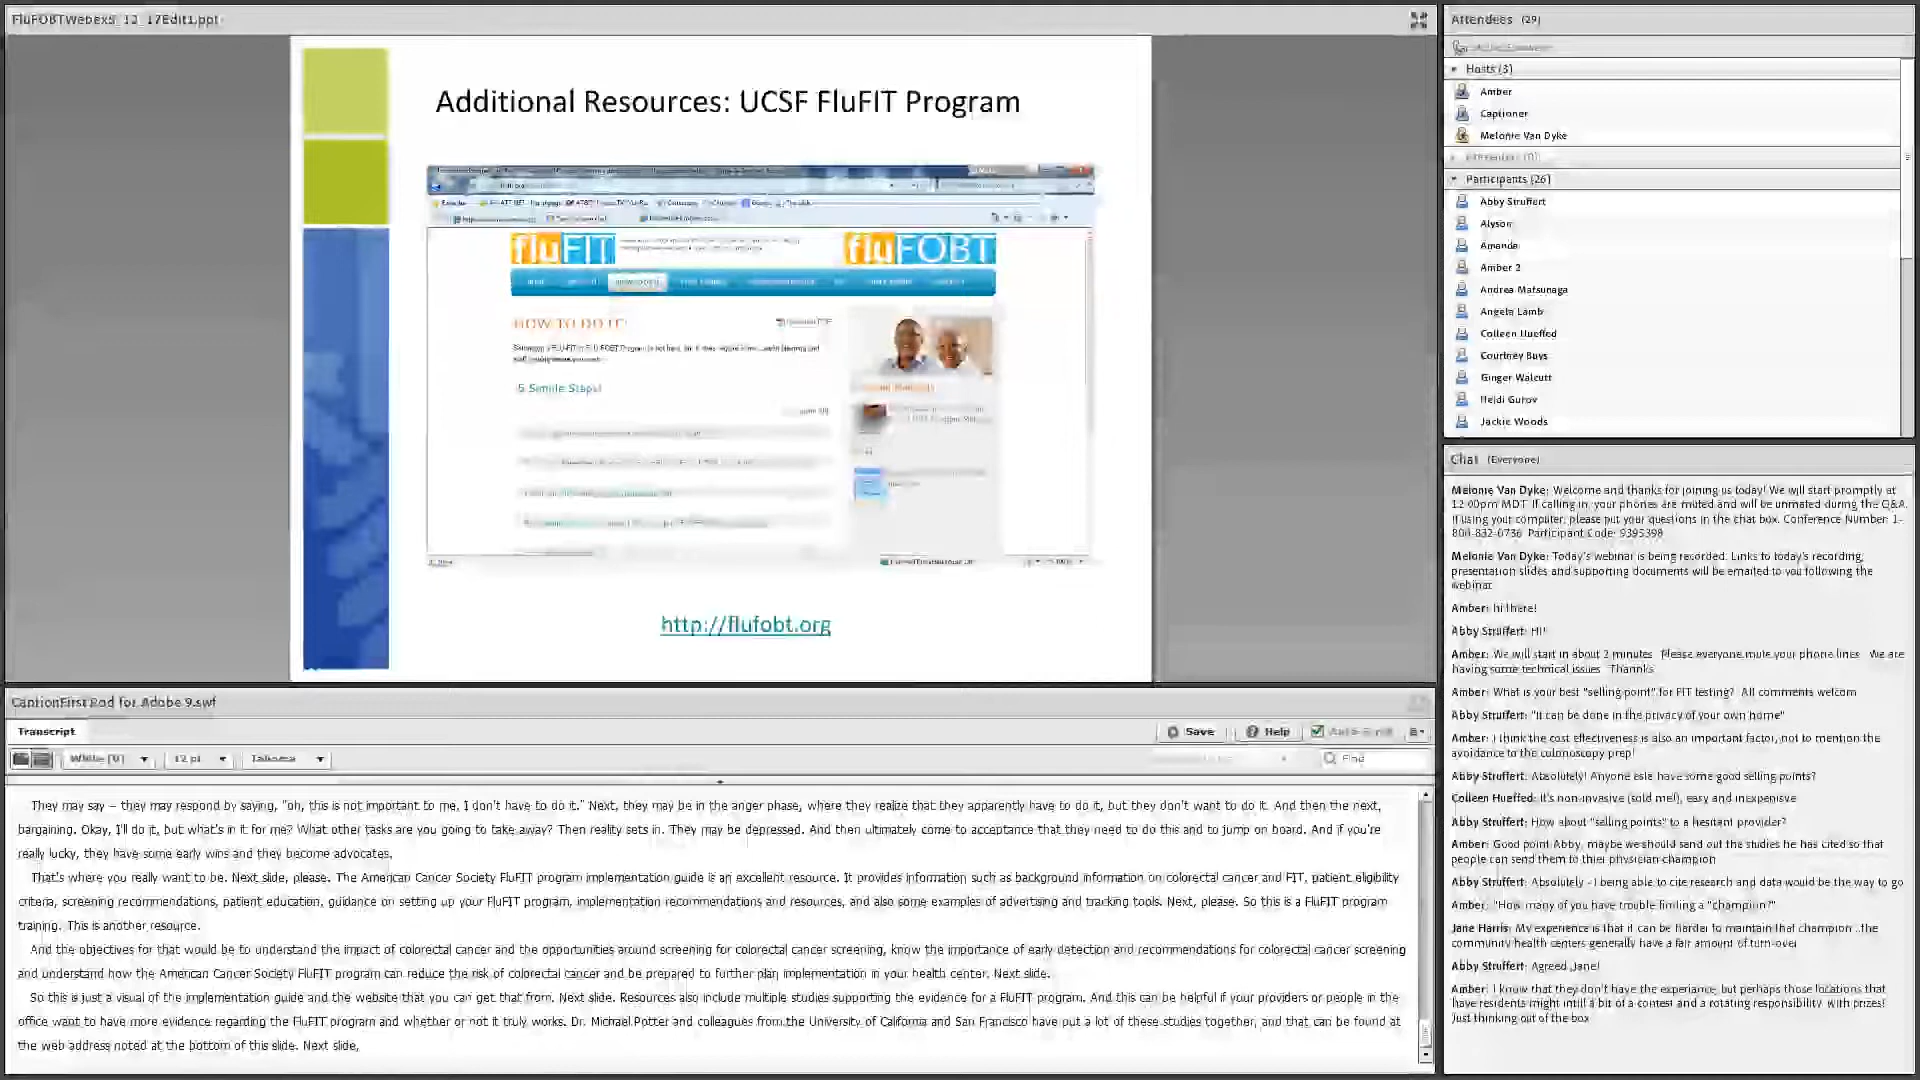 FluFOBTWebex5_12_17Edit1.ppt
Additional Resources: UCSF FluFIT Program
fluFIT
fluFOBT
HOW TO DO IT:
5 Simple Steps!
http://flufobt.org
CaptionFirst Pod for Adobe 9.swf
Transcript
Save
Help
Auto-Scroll
White [0]
12 pt
Tahoma
Find
They may say – they may respond by saying, "oh, this is not important to me, I don't have to do it." Next, they may be in the anger phase, where they realize that they apparently have to do it, but they don't want to do it. And then the next,
bargaining. Okay, I'll do it, but what's in it for me? What other tasks are you going to take away? Then reality sets in. They may be depressed. And then ultimately come to acceptance that they need to do this and to jump on board. And if you're
really lucky, they have some early wins and they become advocates.
That's where you really want to be. Next slide, please. The American Cancer Society FluFIT program implementation guide is an excellent resource. It provides information such as background information on colorectal cancer and FIT, patient eligibility
criteria, screening recommendations, patient education, guidance on setting up your FluFIT program, implementation recommendations and resources, and also some examples of advertising and tracking tools. Next, please. So this is a FluFIT program
training. This is another resource.
And the objectives for that would be to understand the impact of colorectal cancer and the opportunities around screening for colorectal cancer screening, know the importance of early detection and recommendations for colorectal cancer screening
and understand how the American Cancer Society FluFIT program can reduce the risk of colorectal cancer and be prepared to further plan implementation in your health center. Next slide.
So this is just a visual of the implementation guide and the website that you can get that from. Next slide. Resources also include multiple studies supporting the evidence for a FluFIT program. And this can be helpful if your providers or people in the
office want to have more evidence regarding the FluFIT program and whether or not it truly works. Dr. Michael Potter and colleagues from the University of California and San Francisco have put a lot of these studies together, and that can be found at
the web address noted at the bottom of this slide. Next slide,
Attendees (29)
Hosts (3)
Amber
Captioner
Melonie Van Dyke
Participants (26)
Abby Struffert
Alyson
Amanda
Amber 2
Andrea Matsunaga
Angela Lamb
Colleen Hueffed
Courtney Buys
Ginger Walcutt
Heidi Gurov
Jackie Woods
Chat (Everyone)
Melonie Van Dyke: Welcome and thanks for joining us today! We will start promptly at
12:00pm MDT. If calling in, your phones are muted and will be unmuted during the Q&A.
If using your computer, please put your questions in the chat box. Conference Number: 1-
800-832-0736 Participant Code: 9395398
Melonie Van Dyke: Today's webinar is being recorded. Links to today's recording,
presentation slides and supporting documents will be emailed to you following the
webinar.
Amber: hi there!
Abby Struffert: HI!
Amber: We will start in about 2 minutes Please everyone mute your phone lines We are
having some technical issues Thannks
Amber: What is your best "selling point" for FIT testing? All comments welcom
Abby Struffert: "It can be done in the privacy of your own home"
Amber: I think the cost effectiveness is also an important factor, not to mention the
avoidance to the culonoscopy prep!
Abby Struffert: Absolutely! Anyone esle have some good selling points?
Colleen Hueffed: It's non-invasive (sold me!), easy and inexpenisve
Abby Struffert: How about "selling points" to a hesitant provider?
Amber: Good point Abby, maybe we should send out the studies he has cited so that
people can send them to thier physician champion
Abby Struffert: Absolutely - I being able to cite research and data would be the way to go
Amber: "How many of you have trouble finding a "champion?"
Jane Harris: My experience is that it can be harder to maintain that champion ..the
community health centers generally have a fair amount of turn-over
Abby Struffert: Agreed Jane!
Amber: I know that they don't have the experiance, but perhaps those locations that
have residents might intill a bit of a contest and a rotating responsibility with prizes!
Just thinking out of the box